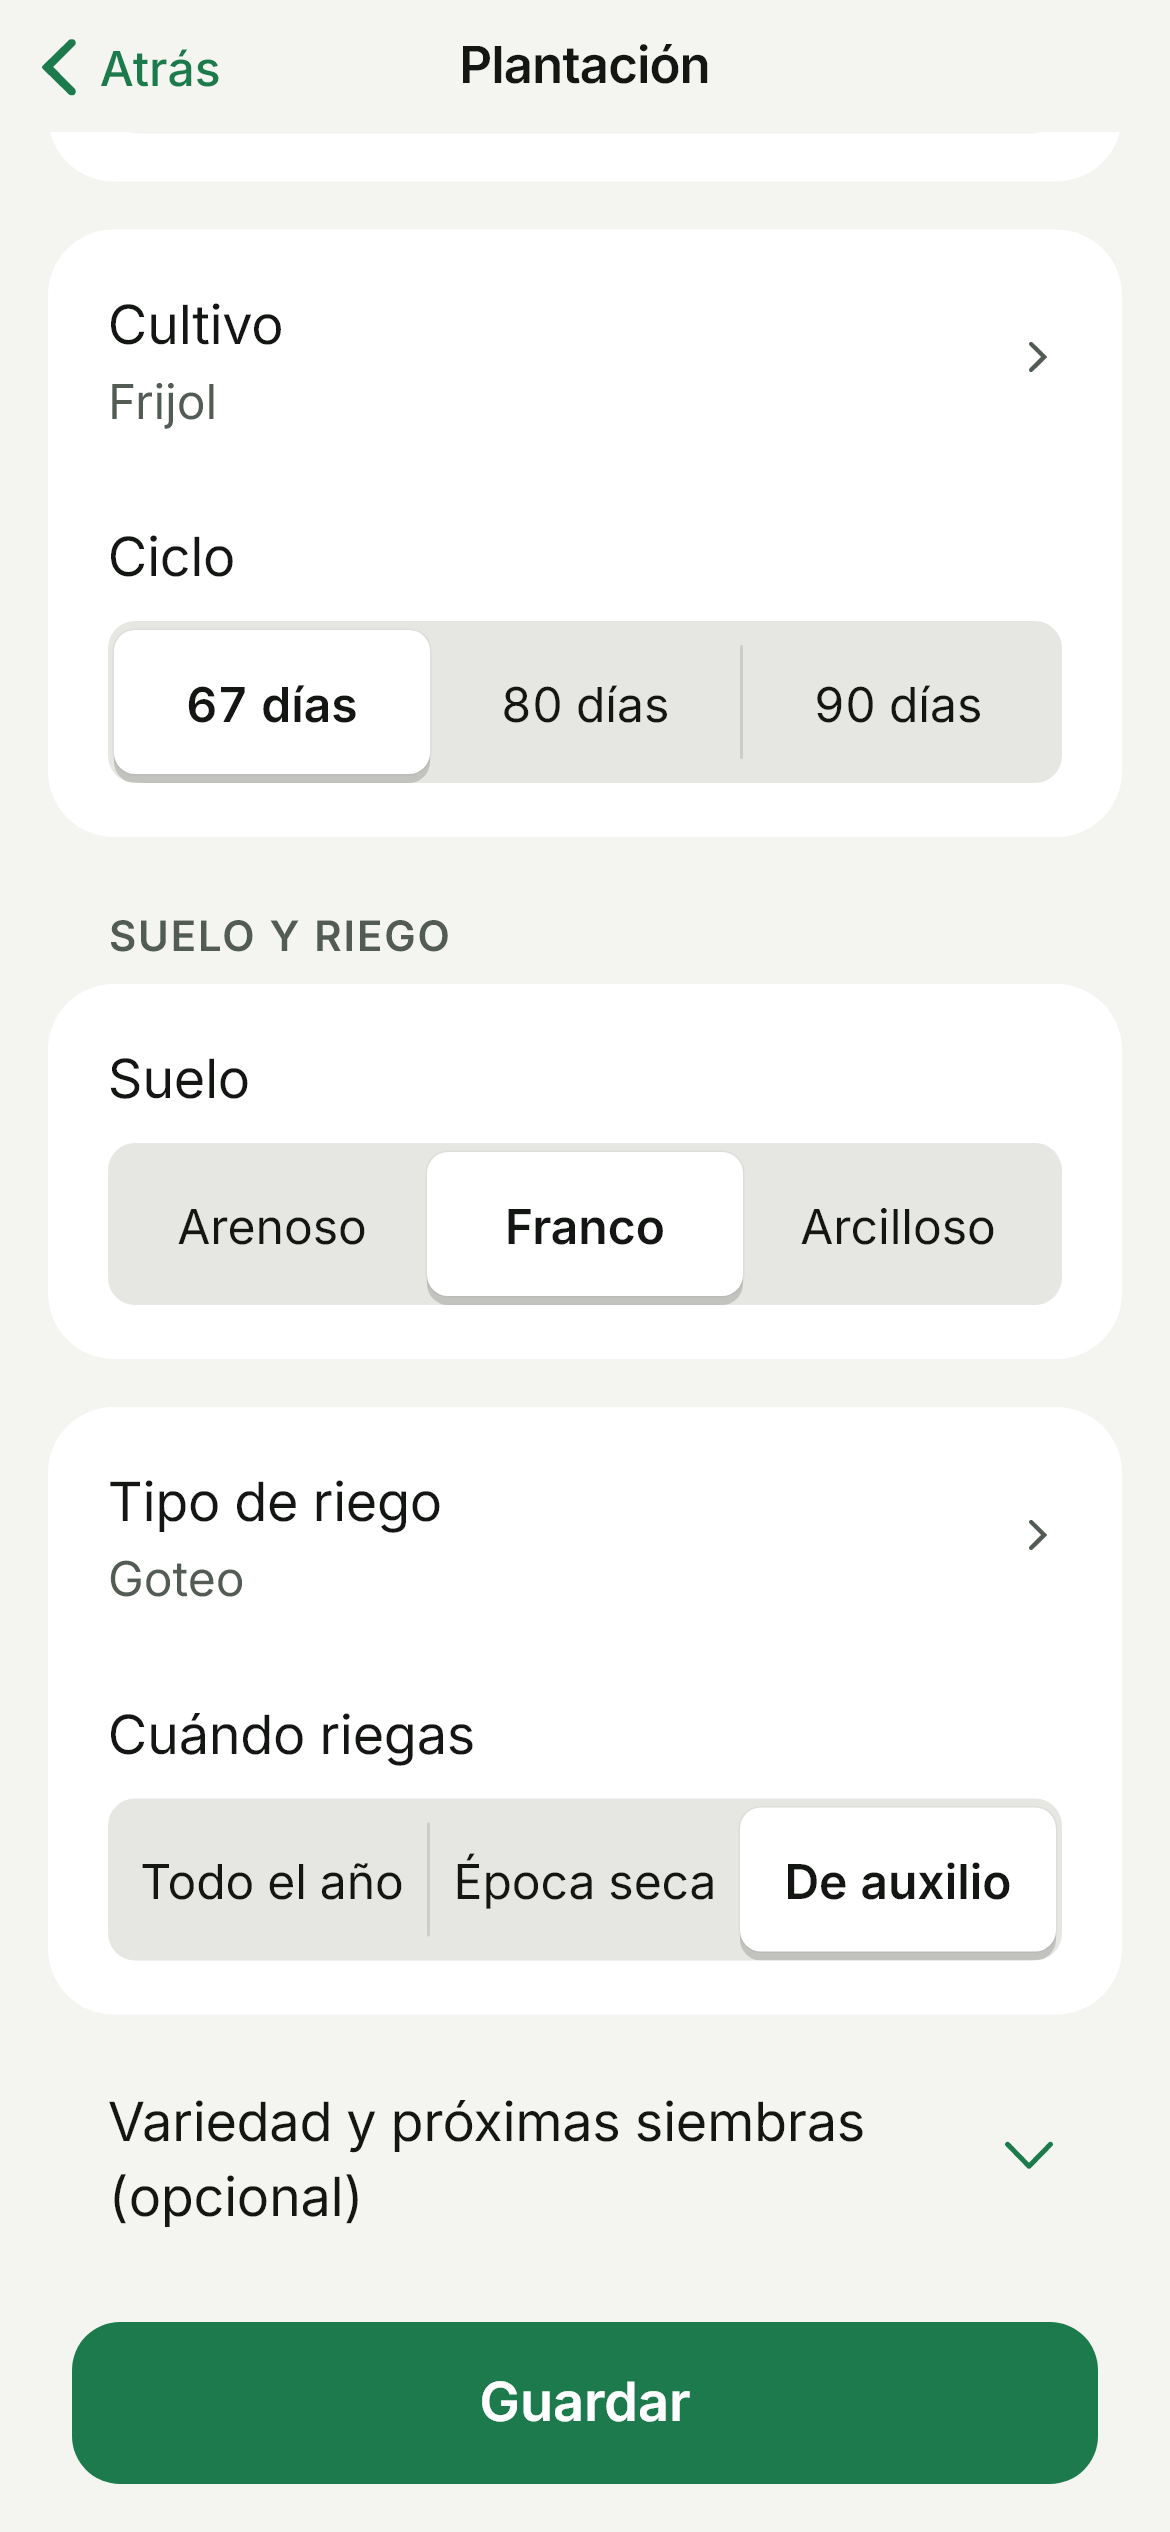 Atrás
Plantación
Cultivo
Frijol
Ciclo
67 días
80 días
90 días
SUELO Y RIEGO
Suelo
Arenoso
Franco
Arcilloso
Tipo de riego
Goteo
Cuándo riegas
Todo el año
Época seca
De auxilio
Variedad y próximas siembras
(opcional)
Guardar